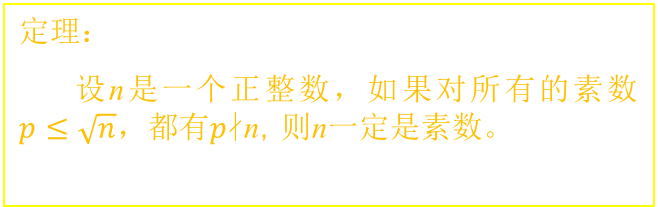 定理：
设n是一个正整数，如果对所有的素数
p ≤ √n，都有p∤n, 则n一定是素数。